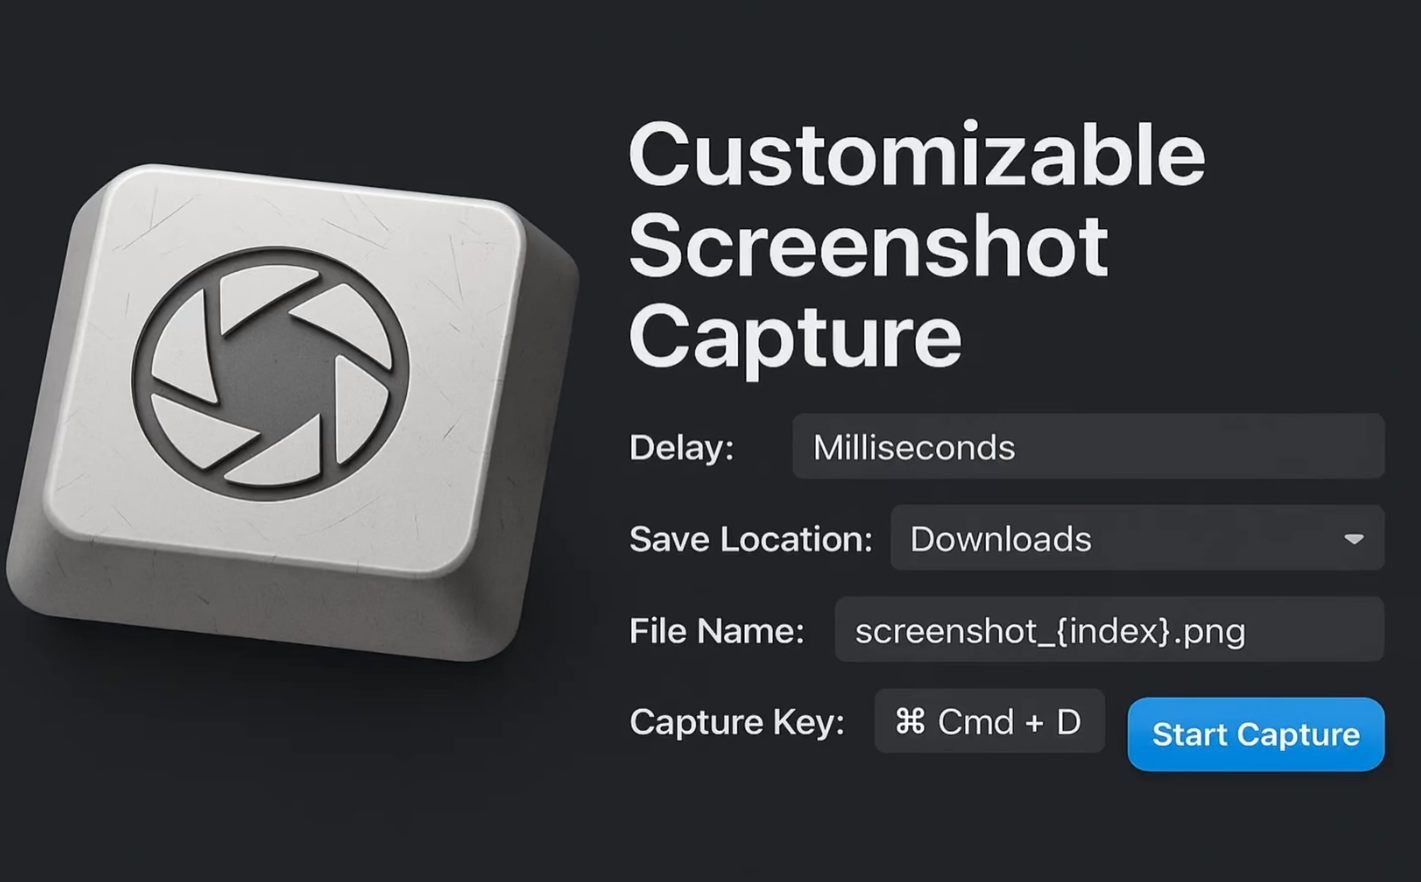 Customizable
Screenshot
Capture
Delay: Milliseconds
Save Location: Downloads
File Name: screenshot_{index}.png
Capture Key: ⌘ Cmd + D Start Capture